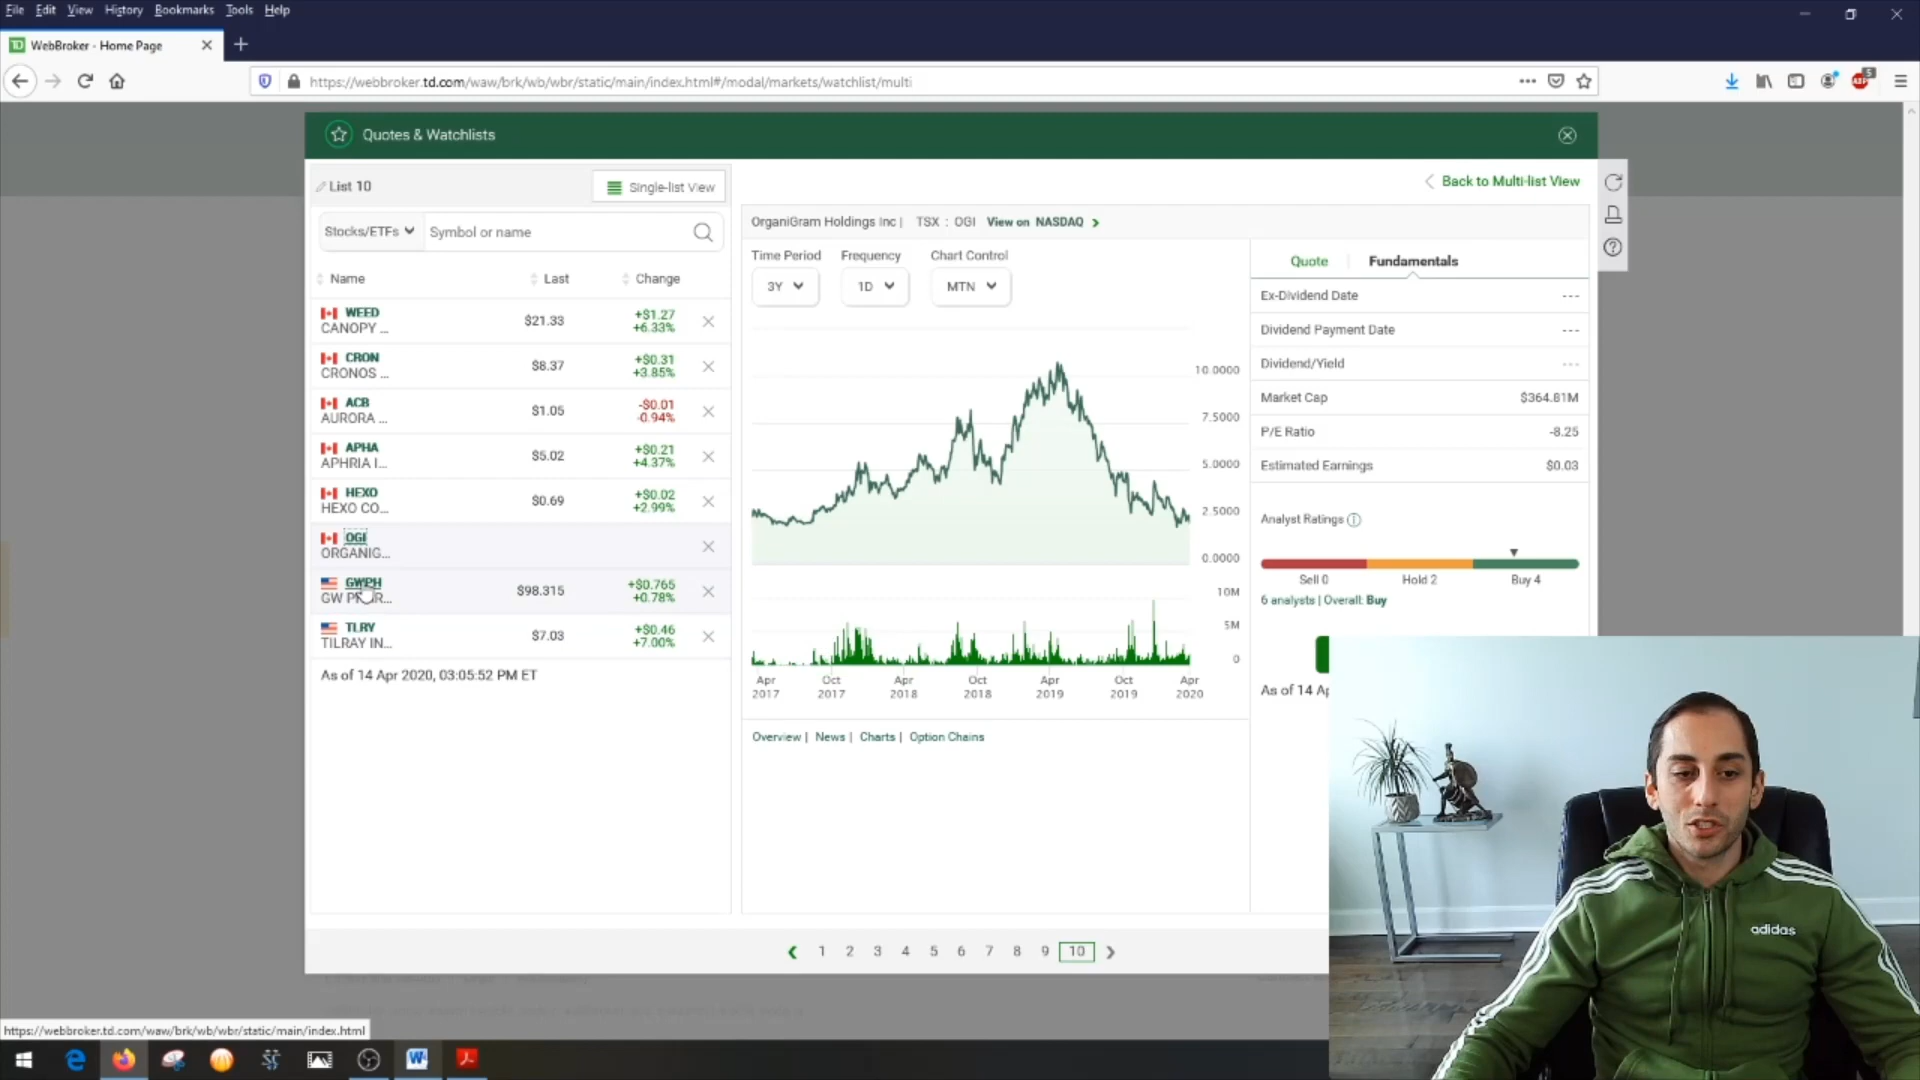 File Edit View History Bookmarks Tools Help
WebBroker - Home Page
https://webbroker.td.com/waw/brk/wb/wbr/static/main/index.html#/modal/markets/watchlist/multi
5
Quotes & Watchlists
List 10
Single-list View
Back to Multi-list View
Stocks/ETFs
Symbol or name
Name Last Change
WEED $21.33 +$1.27
CANOPY ... +6.33%
CRON $8.37 +$0.31
CRONOS ... +3.85%
ACB $1.05 -$0.01
AURORA ... -0.94%
APHA $5.02 +$0.21
APHRIA I... +4.37%
HEXO $0.69 +$0.02
HEXO CO... +2.99%
OGI
ORGANIG...
GWPH $98.315 +$0.765
GW +0.78%
TLRY $7.03 +$0.46
TILRAY IN... +7.00%
As of 14 Apr 2020, 03:05:52 PM ET
OrganiGram Holdings Inc | TSX : OGI View on NASDAQ
Time Period Frequency Chart Control
3Y 1D MTN
10.0000
7.5000
5.0000
2.5000
0.0000
10M
5M
0
Apr Oct Apr Oct Apr Oct Apr
2017 2017 2018 2018 2019 2019 2020
Overview | News | Charts | Option Chains
Quote Fundamentals
Ex-Dividend Date ---
Dividend Payment Date ---
Dividend/Yield ---
Market Cap $364.81M
P/E Ratio -8.25
Estimated Earnings $0.03
Analyst Ratings
Sell 0 Hold 2 Buy 4
6 analysts | Overall: Buy
As of 14 Ap
1 2 3 4 5 6 7 8 9 10
adidas
https://webbroker.td.com/waw/brk/wb/wbr/static/main/index.html